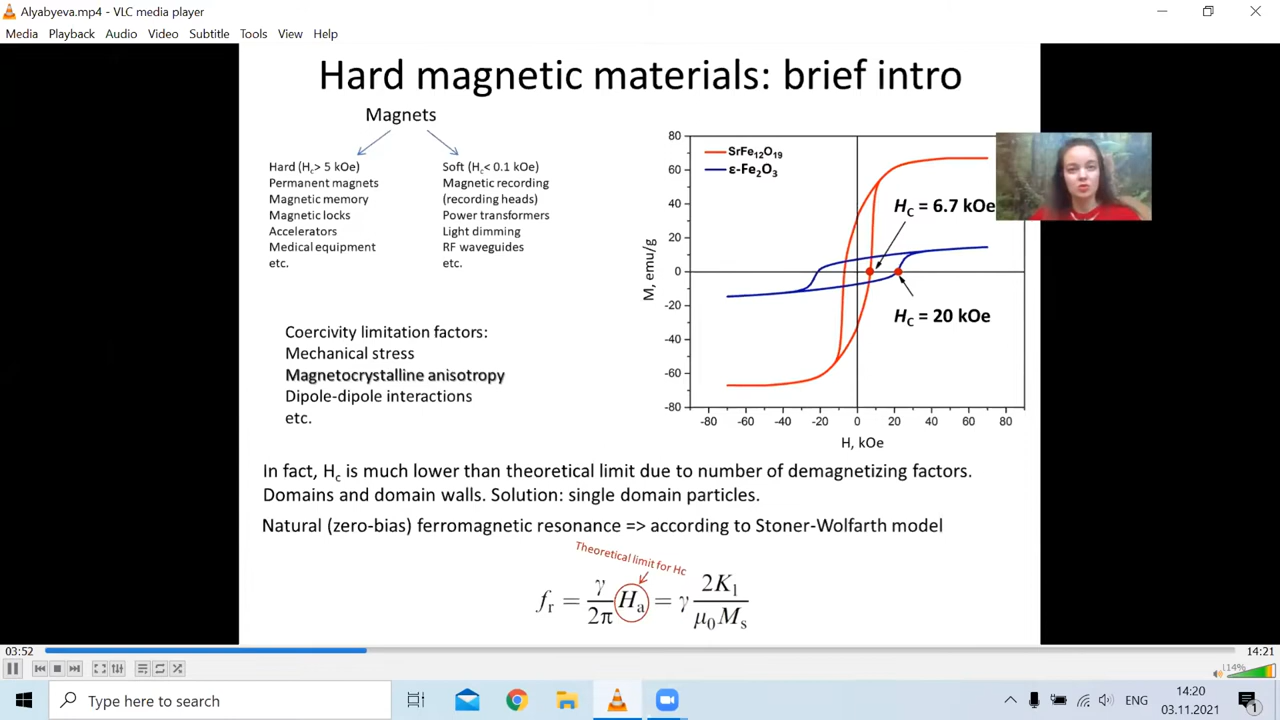 Alyabyeva.mp4 - VLC media player
Media Playback Audio Video Subtitle Tools View Help
Hard magnetic materials: brief intro
Magnets
Hard (Hc> 5 kOe)
Permanent magnets
Magnetic memory
Magnetic locks
Accelerators
Medical equipment
etc.
Soft (Hc< 0.1 kOe)
Magnetic recording
(recording heads)
Power transformers
Light dimming
RF waveguides
etc.
Coercivity limitation factors:
Mechanical stress
Magnetocrystalline anisotropy
Dipole-dipole interactions
etc.
SrFe12O19
ε-Fe2O3
HC = 6.7 kOe
HC = 20 kOe
M, emu/g
80
60
40
20
0
-20
-40
-60
-80
-80 -60 -40 -20 0 20 40 60 80
H, kOe
In fact, Hc is much lower than theoretical limit due to number of demagnetizing factors.
Domains and domain walls. Solution: single domain particles.
Natural (zero-bias) ferromagnetic resonance => according to Stoner-Wolfarth model
Theoretical limit for Hc
fr = γ/2π Ha = γ 2K1/μ0Ms
03:52
14:21
114%
Type here to search
ENG
14:20
03.11.2021
1